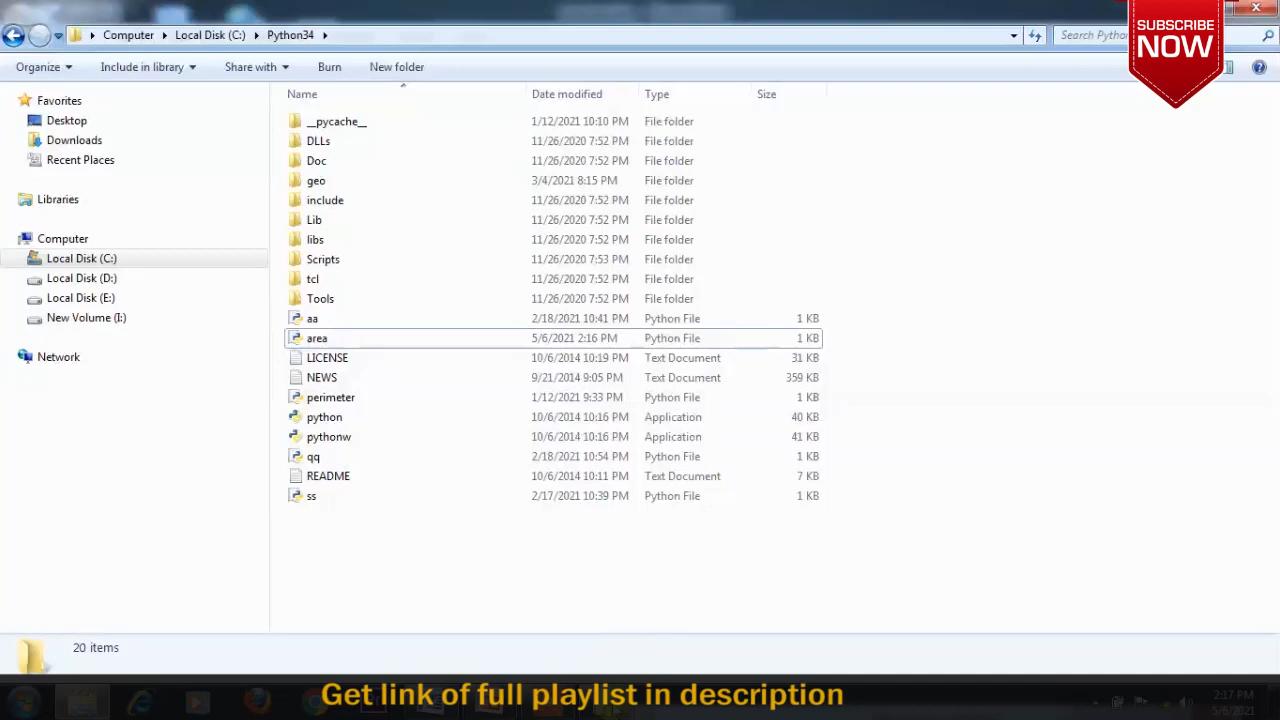 SUBSCRIBE
NOW
Computer Local Disk (C:) Python34
Search Pytho
Organize Include in library Share with Burn New folder
Name Date modified Type Size
Favorites
Desktop
Downloads
Recent Places
Libraries
Computer
Local Disk (C:)
Local Disk (D:)
Local Disk (E:)
New Volume (I:)
Network
__pycache__ 1/12/2021 10:10 PM File folder
DLLs 11/26/2020 7:52 PM File folder
Doc 11/26/2020 7:52 PM File folder
geo 3/4/2021 8:15 PM File folder
include 11/26/2020 7:52 PM File folder
Lib 11/26/2020 7:52 PM File folder
libs 11/26/2020 7:52 PM File folder
Scripts 11/26/2020 7:53 PM File folder
tcl 11/26/2020 7:52 PM File folder
Tools 11/26/2020 7:52 PM File folder
aa 2/18/2021 10:41 PM Python File 1 KB
area 5/6/2021 2:16 PM Python File 1 KB
LICENSE 10/6/2014 10:19 PM Text Document 31 KB
NEWS 9/21/2014 9:05 PM Text Document 359 KB
perimeter 1/12/2021 9:33 PM Python File 1 KB
python 10/6/2014 10:16 PM Application 40 KB
pythonw 10/6/2014 10:16 PM Application 41 KB
qq 2/18/2021 10:54 PM Python File 1 KB
README 10/6/2014 10:11 PM Text Document 7 KB
ss 2/17/2021 10:39 PM Python File 1 KB
20 items
Get link of full playlist in description
2:17 PM
5/6/2021